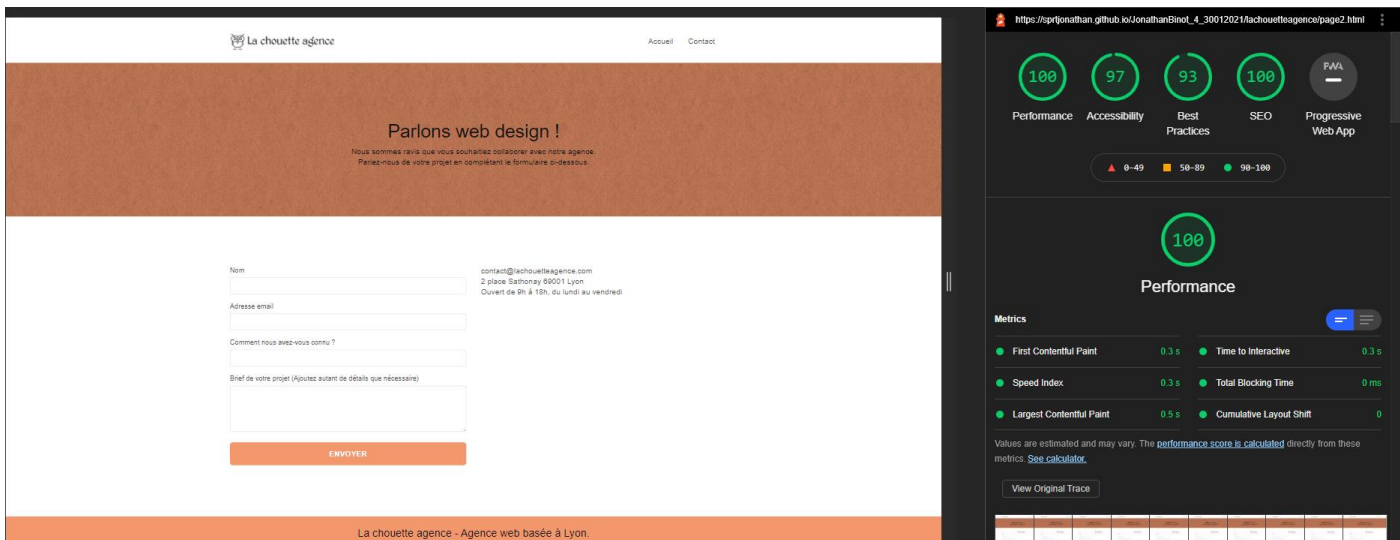 La chouette agence
Accueil Contact
Parlons web design !
Nous sommes ravis que vous souhaitiez collaborer avec notre agence.
Parlez-nous de votre projet en complétant le formulaire ci-dessous.
Nom
Adresse email
Comment nous avez-vous connu ?
Brief de votre projet (Ajoutez autant de détails que nécessaire)
ENVOYER
contact@lachouetteagence.com
2 place Sathonay 69001 Lyon
Ouvert de 9h à 18h, du lundi au vendredi
La chouette agence - Agence web basée à Lyon.
https://sprtjonathan.github.io/JonathanBinot_4_30012021/lachouetteagence/page2.html
100 97 93 100 PWA
Performance Accessibility Best Practices SEO Progressive Web App
0-49 50-89 90-100
100
Performance
Metrics
First Contentful Paint 0.3 s
Time to Interactive 0.3 s
Speed Index 0.3 s
Total Blocking Time 0 ms
Largest Contentful Paint 0.5 s
Cumulative Layout Shift 0
Values are estimated and may vary. The performance score is calculated directly from these
metrics. See calculator.
View Original Trace